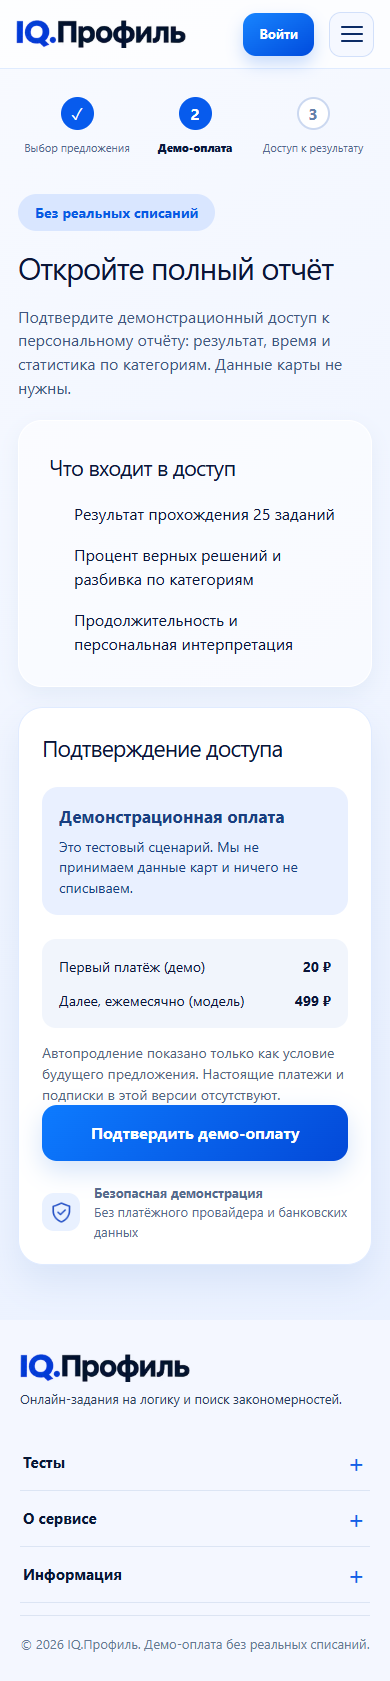 IQ.Профиль
Войти
✓
2
3
Выбор предложения
Демо-оплата
Доступ к результату
Без реальных списаний
Откройте полный отчёт
Подтвердите демонстрационный доступ к
персональному отчёту: результат, время и
статистика по категориям. Данные карты не
нужны.
Что входит в доступ
Результат прохождения 25 заданий
Процент верных решений и
разбивка по категориям
Продолжительность и
персональная интерпретация
Подтверждение доступа
Демонстрационная оплата
Это тестовый сценарий. Мы не
принимаем данные карт и ничего не
списываем.
Первый платёж (демо) 20 ₽
Далее, ежемесячно (модель) 499 ₽
Автопродление показано только как условие
будущего предложения. Настоящие платежи и
подписки в этой версии отсутствуют.
Подтвердить демо-оплату
Безопасная демонстрация
Без платёжного провайдера и банковских
данных
IQ.Профиль
Онлайн-задания на логику и поиск закономерностей.
Тесты +
О сервисе +
Информация +
© 2026 IQ.Профиль. Демо-оплата без реальных списаний.